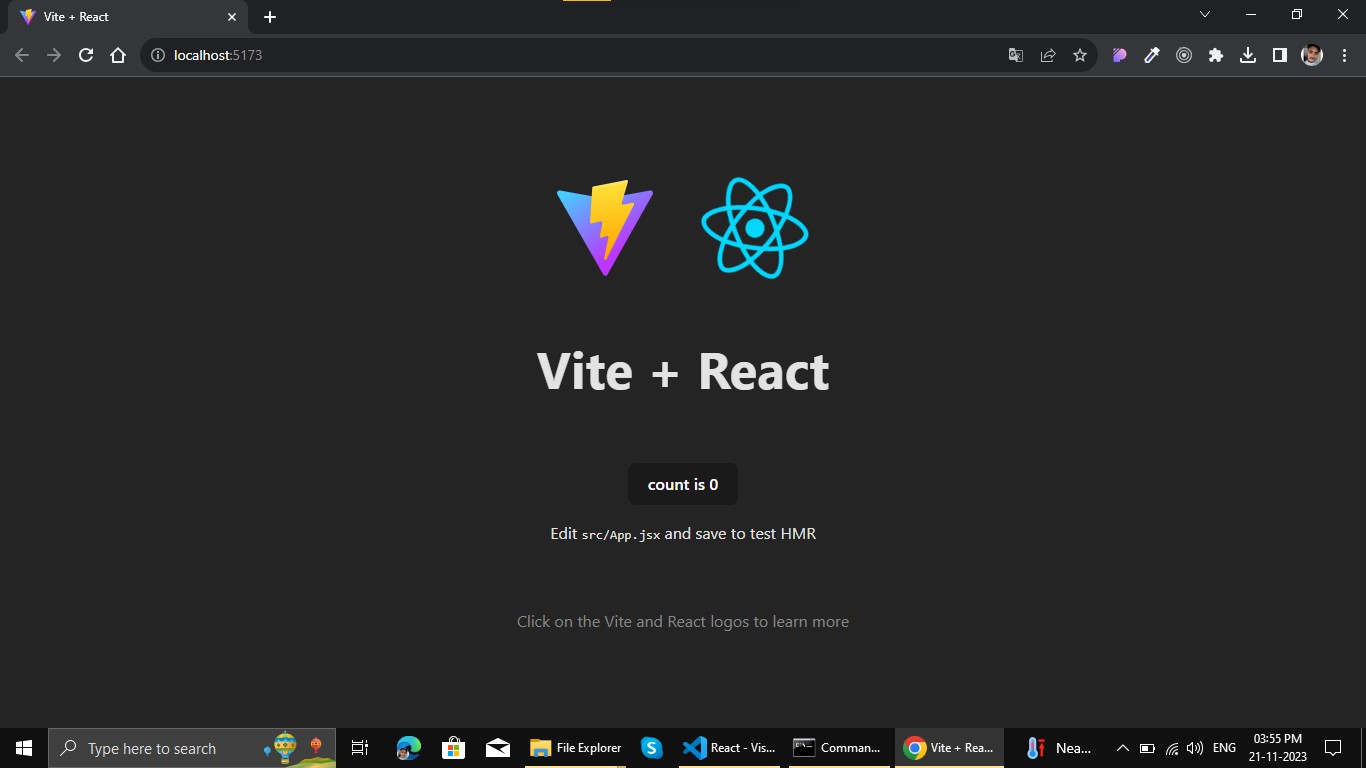 Vite + React
localhost:5173
Vite + React
count is 0
Edit src/App.jsx and save to test HMR
Click on the Vite and React logos to learn more
Type here to search
File Explorer
React - Vis...
Comman...
Vite + Rea...
Nea...
ENG
03:55 PM
21-11-2023